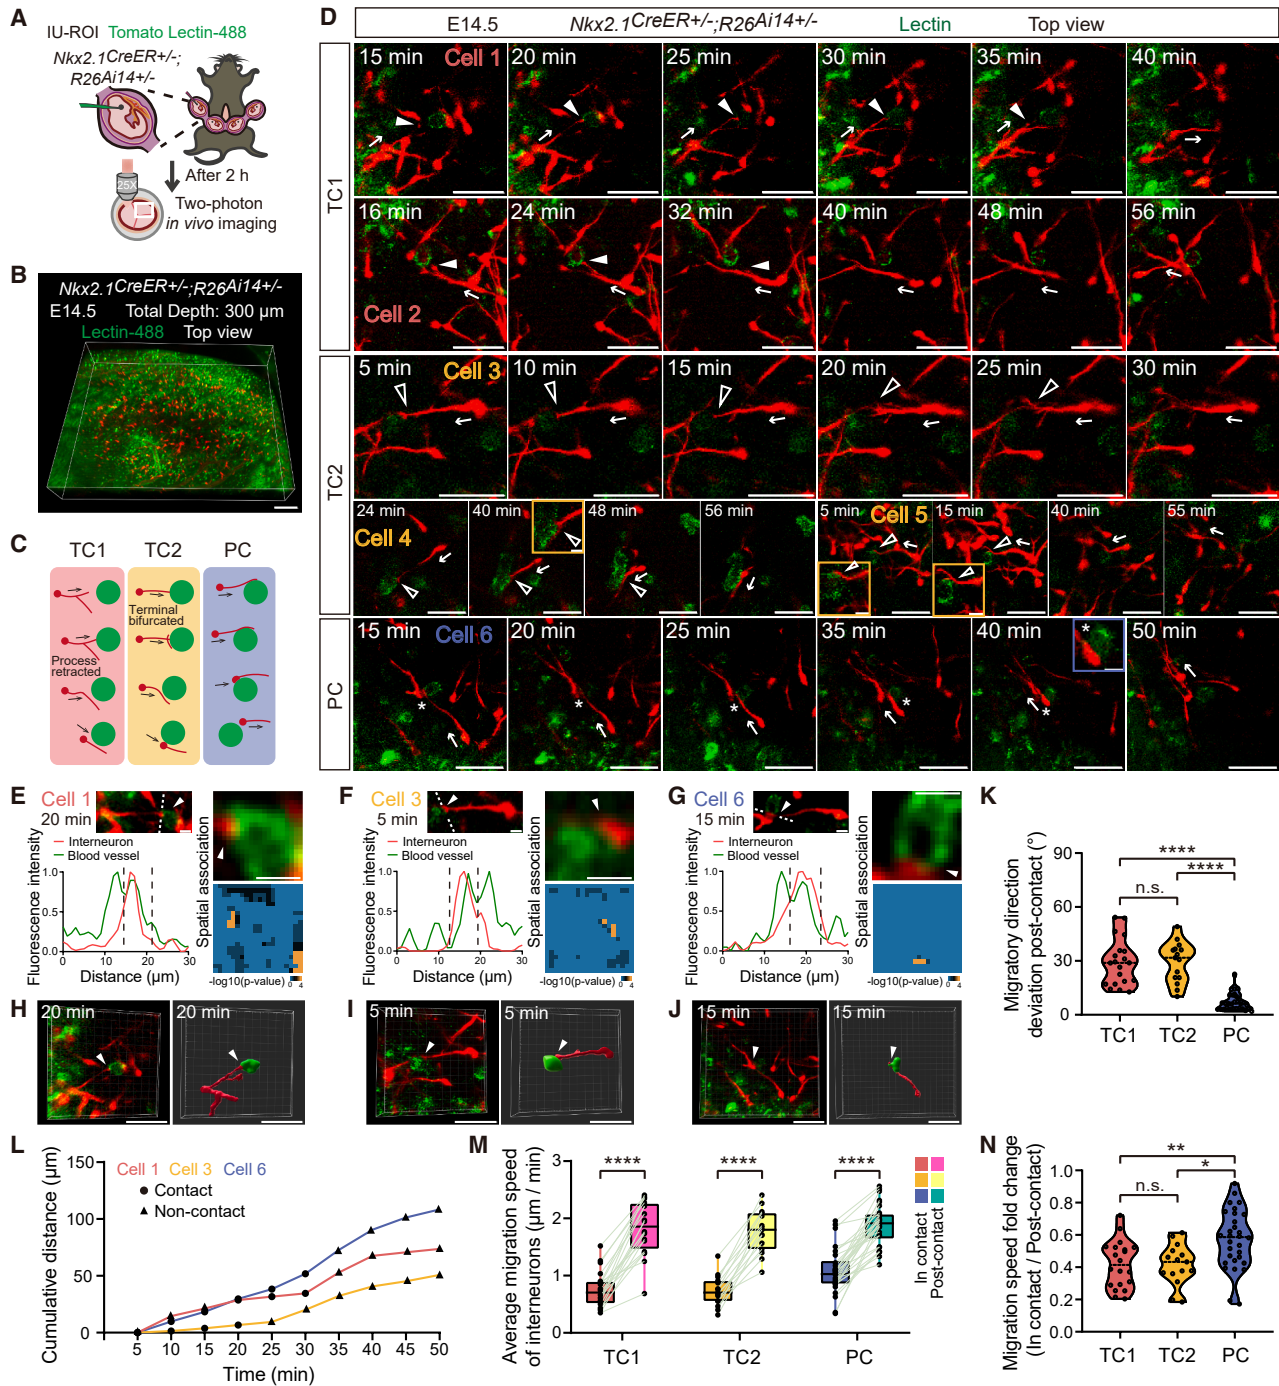 A
IU-ROI Tomato Lectin-488
Nkx2.1CreER+/-;
R26Ai14+/-
25X
After 2 h
Two-photon
in vivo imaging
B
Nkx2.1CreER+/-;R26Ai14+/-
E14.5 Total Depth: 300 μm
Lectin-488 Top view
C
TC1 TC2 PC
Terminal
bifurcated
Process
retracted
D
E14.5 Nkx2.1CreER+/-;R26Ai14+/- Lectin Top view
TC1
15 min Cell 1 20 min 25 min 30 min 35 min 40 min
16 min 24 min 32 min 40 min 48 min 56 min
Cell 2
TC2
5 min Cell 3 10 min 15 min 20 min 25 min 30 min
24 min 40 min 48 min 56 min 5 min Cell 5 15 min 40 min 55 min
Cell 4
PC
15 min Cell 6 20 min 25 min 35 min 40 min 50 min
* * * * * *
E
Cell 1
20 min
Interneuron
Blood vessel
Fluorescence intensity
1.0
0.5
0.0
0 10 20 30
Distance (μm)
Spatial association
-log10(p-value) 0 4
F
Cell 3
5 min
Interneuron
Blood vessel
Fluorescence intensity
1.0
0.5
0.0
0 10 20 30
Distance (μm)
Spatial association
-log10(p-value) 0 4
G
Cell 6
15 min
Interneuron
Blood vessel
Fluorescence intensity
1.0
0.5
0.0
0 10 20 30
Distance (μm)
Spatial association
-log10(p-value) 0 4
H
20 min 20 min
I
5 min 5 min
J
15 min 15 min
K
Migratory direction
deviation post-contact (°)
90
60
30
0
****
****
n.s.
TC1 TC2 PC
L
Cumulative distance (μm)
150
100
50
0
Cell 1 Cell 3 Cell 6
Contact
Non-contact
5 10 15 20 25 30 35 40 45 50
Time (min)
M
Average migration speed
of interneurons (μm / min)
3
2
1
0
**** **** ****
TC1 TC2 PC
In contact
Post-contact
N
Migration speed fold change
(In contact / Post-contact)
1.0
0.8
0.6
0.4
0.2
0.0
**
*
n.s.
TC1 TC2 PC